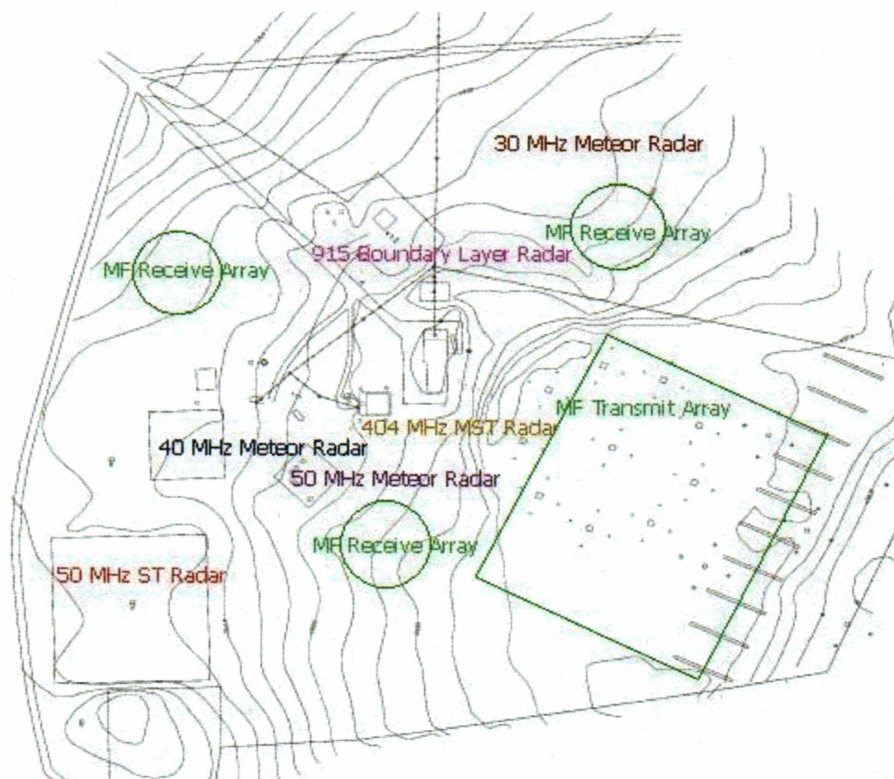 30 MHz Meteor Radar
MF Receive Array
915 Boundary Layer Radar
MF Receive Array
MF Transmit Array
404 MHz MST Radar
40 MHz Meteor Radar
50 MHz Meteor Radar
MF Receive Array
50 MHz ST Radar